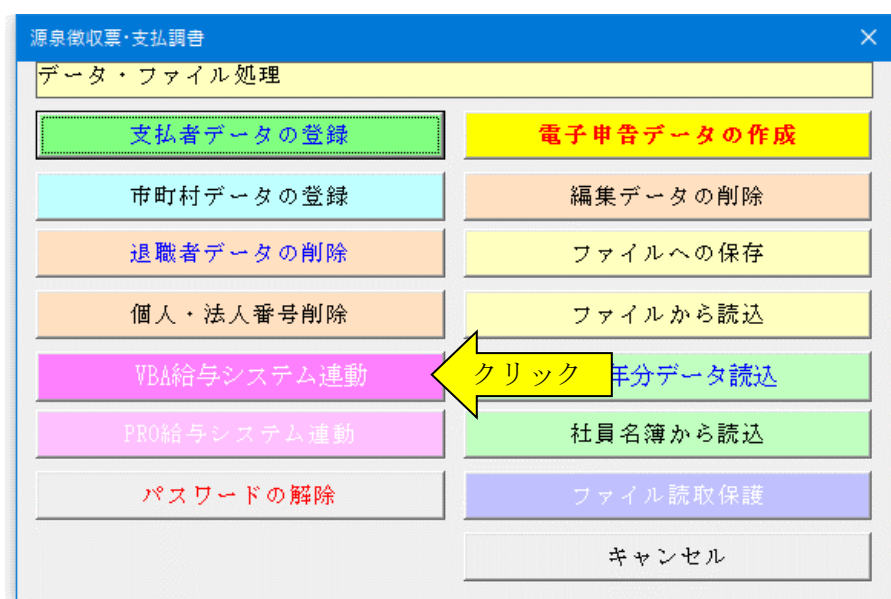 源泉徴収票・支払調書
データ・ファイル処理
支払者データの登録
電子申告データの作成
市町村データの登録
編集データの削除
退職者データの削除
ファイルへの保存
個人・法人番号削除
ファイルから読込
VBA給与システム連動
クリック
年分データ読込
PRO給与システム連動
社員名簿から読込
パスワードの解除
ファイル読取保護
キャンセル